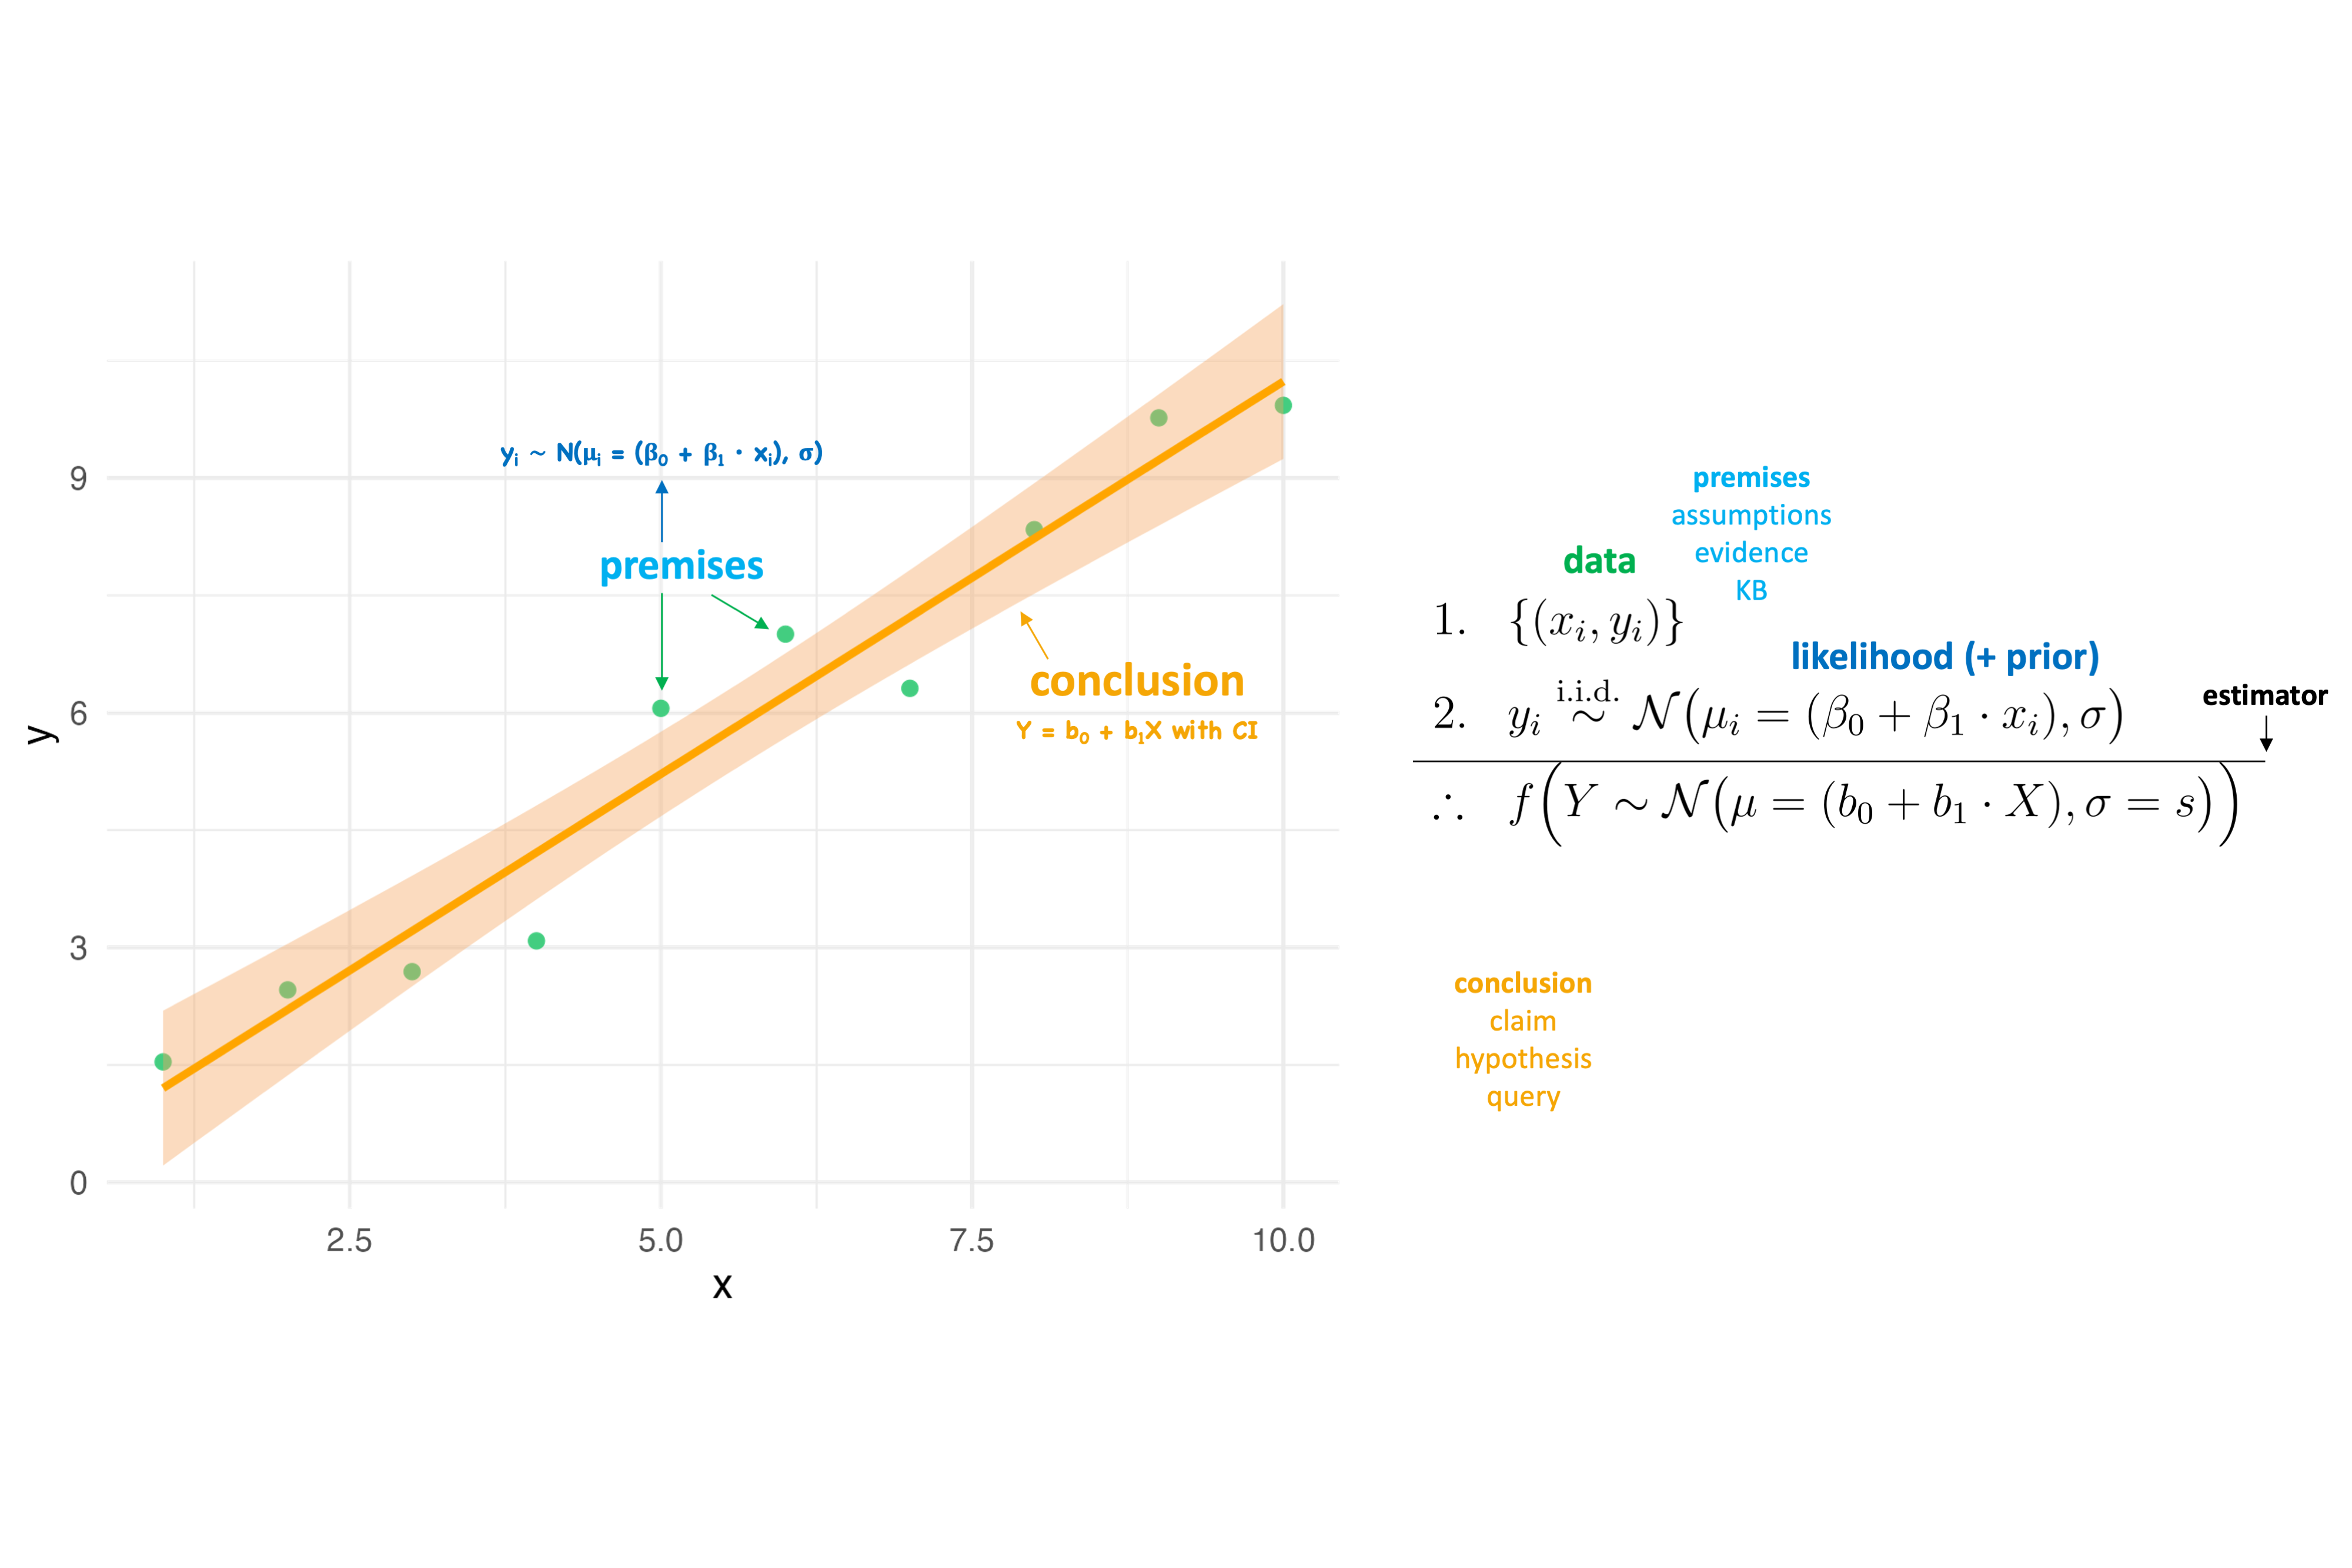 yᵢ ~ N(μᵢ = (β₀ + β₁ · xᵢ), σ)
premises
conclusion
Y = b₀ + b₁X with CI
9
6
3
0
y
2.5 5.0 7.5 10.0
x
premises
assumptions
evidence
KB
data
1. {(xᵢ, yᵢ)}
likelihood (+ prior)
estimator
i.i.d.
2. yᵢ ~ 𝒩(μᵢ = (β₀ + β₁ · xᵢ), σ)
∴ f(Y ~ 𝒩(μ = (b₀ + b₁ · X), σ = s))
conclusion
claim
hypothesis
query